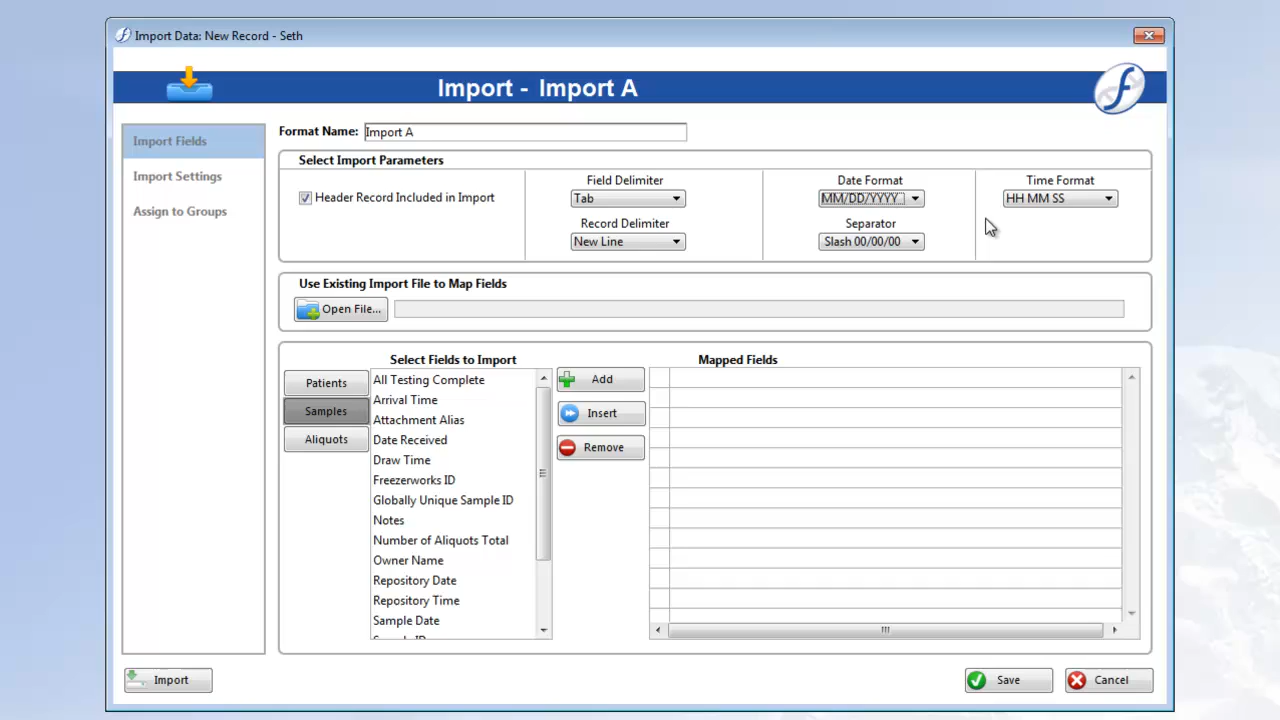 Import Data: New Record - Seth
Import - Import A
Import Fields
Import Settings
Assign to Groups
Format Name: Import A
Select Import Parameters
Header Record Included in Import
Field Delimiter
Tab
Record Delimiter
New Line
Date Format
MM/DD/YYYY
Separator
Slash 00/00/00
Time Format
HH MM SS
Use Existing Import File to Map Fields
Open File...
Select Fields to Import
Mapped Fields
Patients
Samples
Aliquots
All Testing Complete
Arrival Time
Attachment Alias
Date Received
Draw Time
Freezerworks ID
Globally Unique Sample ID
Notes
Number of Aliquots Total
Owner Name
Repository Date
Repository Time
Sample Date
Sample ID
Add
Insert
Remove
Import
Save
Cancel